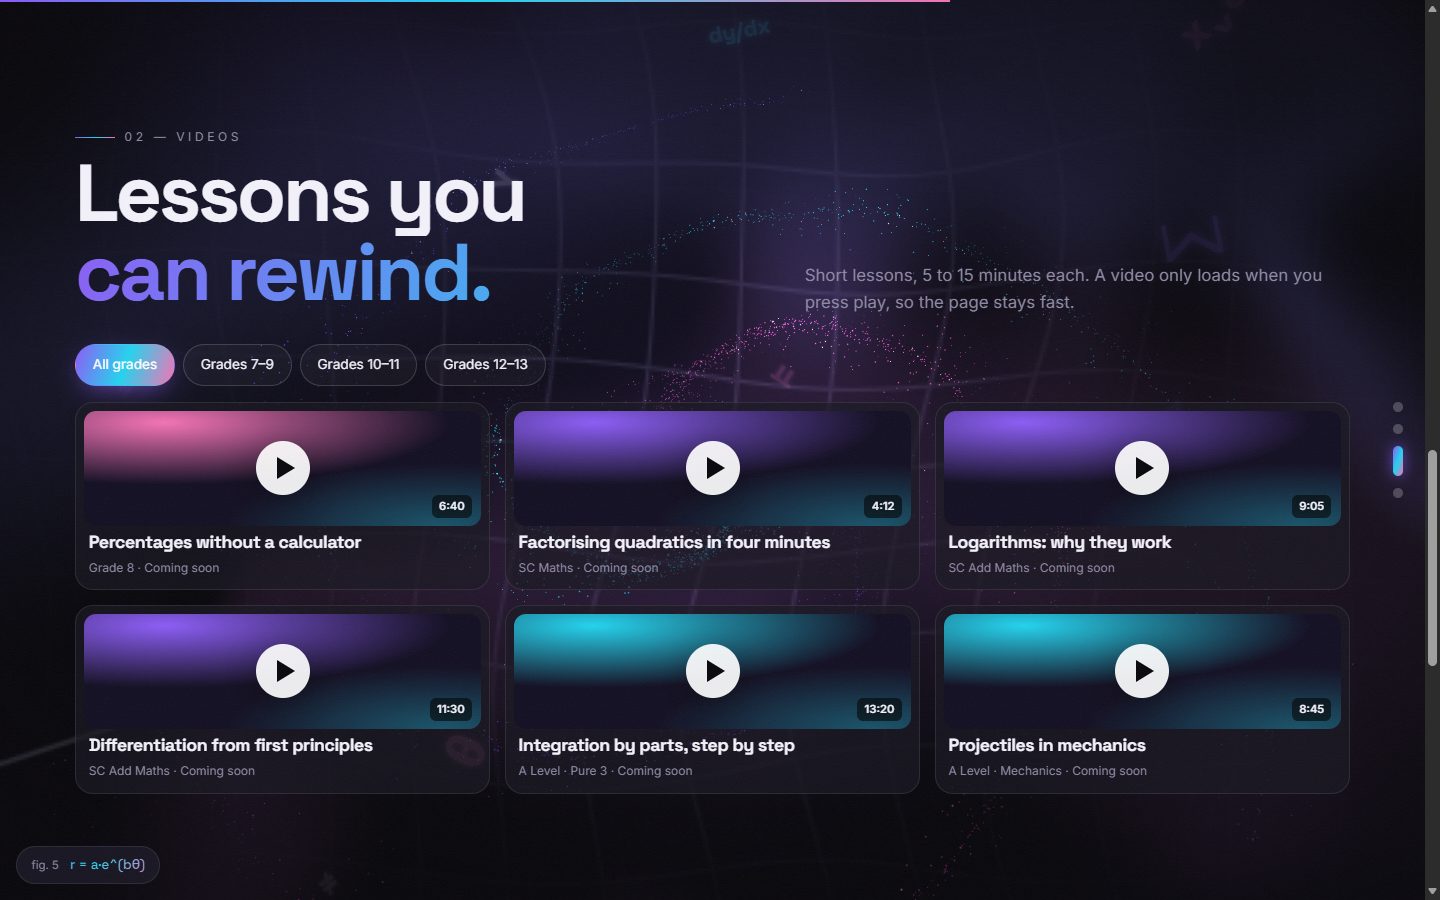 dy/dx
02 — VIDEOS
Lessons you
can rewind.
Short lessons, 5 to 15 minutes each. A video only loads when you
press play, so the page stays fast.
All grades
Grades 7–9
Grades 10–11
Grades 12–13
6:40
Percentages without a calculator
Grade 8 · Coming soon
4:12
Factorising quadratics in four minutes
SC Maths · Coming soon
9:05
Logarithms: why they work
SC Add Maths · Coming soon
11:30
Differentiation from first principles
SC Add Maths · Coming soon
13:20
Integration by parts, step by step
A Level · Pure 3 · Coming soon
8:45
Projectiles in mechanics
A Level · Mechanics · Coming soon
fig. 5 r = a·e^(bθ)